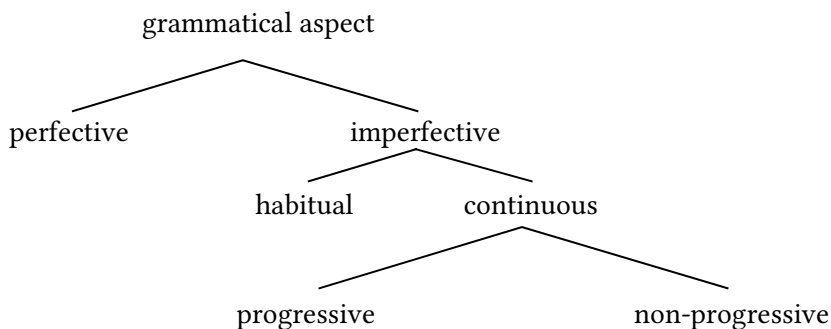 grammatical aspect
perfective imperfective
habitual continuous
progressive non-progressive